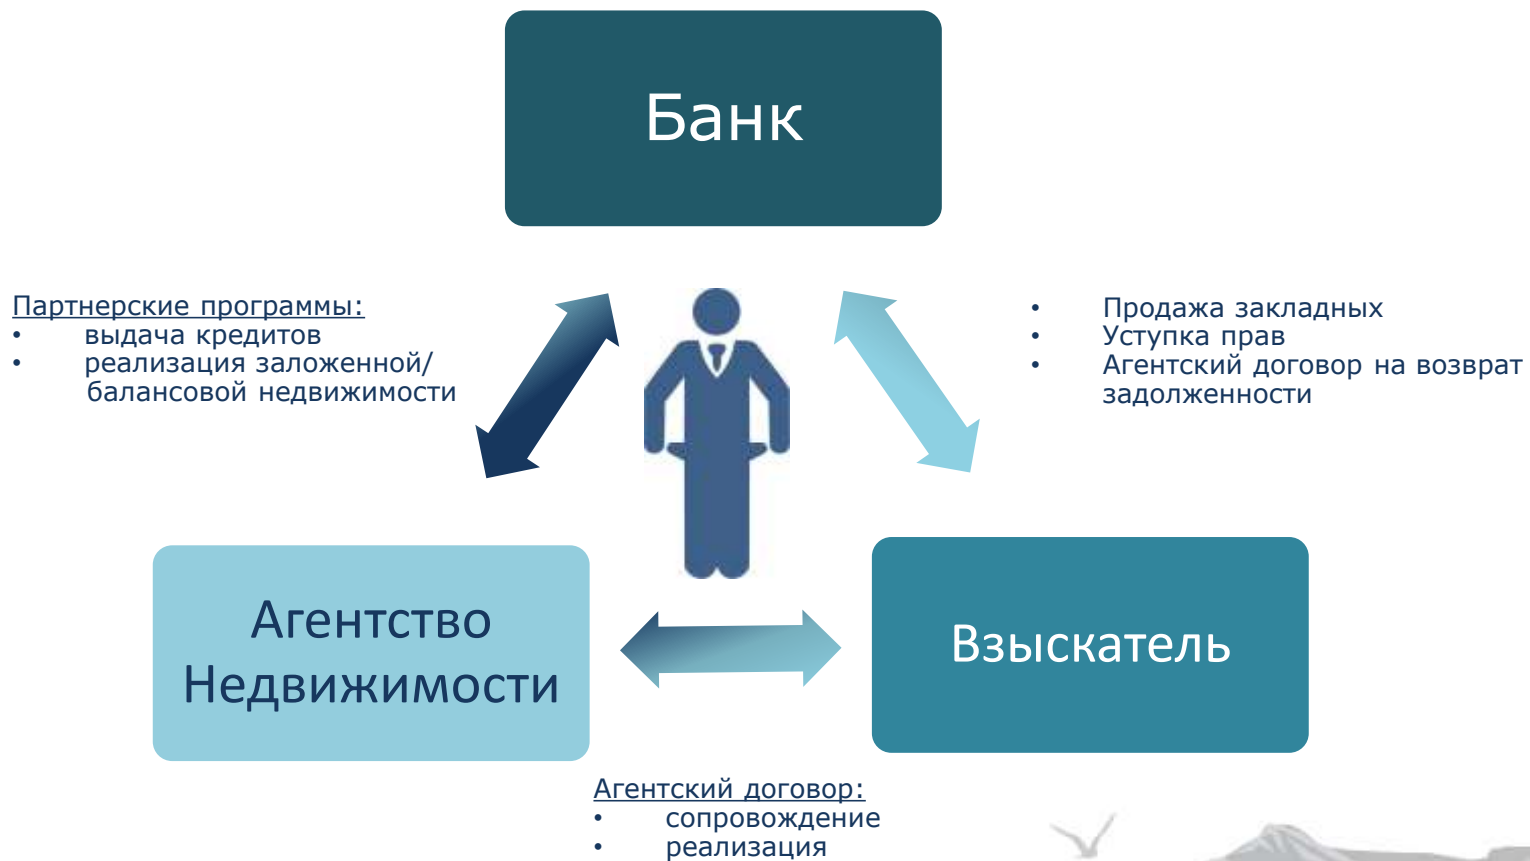 Банк
Партнерские программы:
• выдача кредитов
• реализация заложенной/
балансовой недвижимости
• Продажа закладных
• Уступка прав
• Агентский договор на возврат
задолженности
Агентство
Недвижимости
Взыскатель
Агентский договор:
• сопровождение
• реализация